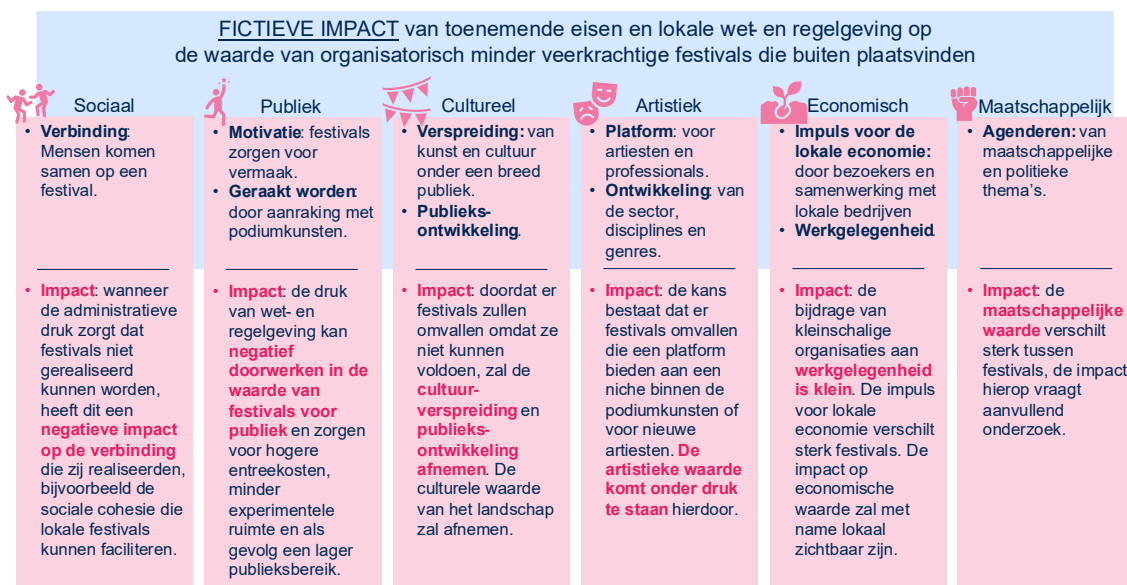 FICTIEVE IMPACT van toenemende eisen en lokale wet- en regelgeving op
de waarde van organisatorisch minder veerkrachtige festivals die buiten plaatsvinden
Sociaal
• Verbinding:
Mensen komen
samen op een
festival.
• Impact: wanneer
de administratieve
druk zorgt dat
festivals niet
gerealiseerd
kunnen worden,
heeft dit een
negatieve impact
op de verbinding
die zij realiseerden,
bijvoorbeeld de
sociale cohesie die
lokale festivals
kunnen faciliteren.
Publiek
• Motivatie: festivals
zorgen voor
vermaak.
• Geraakt worden:
door aanraking met
podiumkunsten.
• Impact: de druk
van wet- en
regelgeving kan
negatief
doorwerken in de
waarde van
festivals voor
publiek en zorgen
voor hogere
entreekosten,
minder
experimentele
ruimte en als
gevolg een lager
publieksbereik.
Cultureel
• Verspreiding: van
kunst en cultuur
onder een breed
publiek.
• Publieks-
ontwikkeling.
• Impact: doordat er
festivals zullen
omvallen omdat ze
niet kunnen
voldoen, zal de
cultuur-
verspreiding en
publieks-
ontwikkeling
afnemen. De
culturele waarde
van het landschap
zal afnemen.
Artistiek
• Platform: voor
artiesten en
professionals.
• Ontwikkeling: van
de sector,
disciplines en
genres.
• Impact: de kans
bestaat dat er
festivals omvallen
die een platform
bieden aan een
niche binnen de
podiumkunsten of
voor nieuwe
artiesten. De
artistieke waarde
komt onder druk
te staan hierdoor.
Economisch
• Impuls voor de
lokale economie:
door bezoekers en
samenwerking met
lokale bedrijven
• Werkgelegenheid.
• Impact: de
bijdrage van
kleinschalige
organisaties aan
werkgelegenheid
is klein. De impuls
voor lokale
economie verschilt
sterk festivals. De
impact op
economische
waarde zal met
name lokaal
zichtbaar zijn.
Maatschappelijk
• Agenderen: van
maatschappelijke
en politieke
thema's.
• Impact: de
maatschappelijke
waarde verschilt
sterk tussen
festivals, de impact
hierop vraagt
aanvullend
onderzoek.